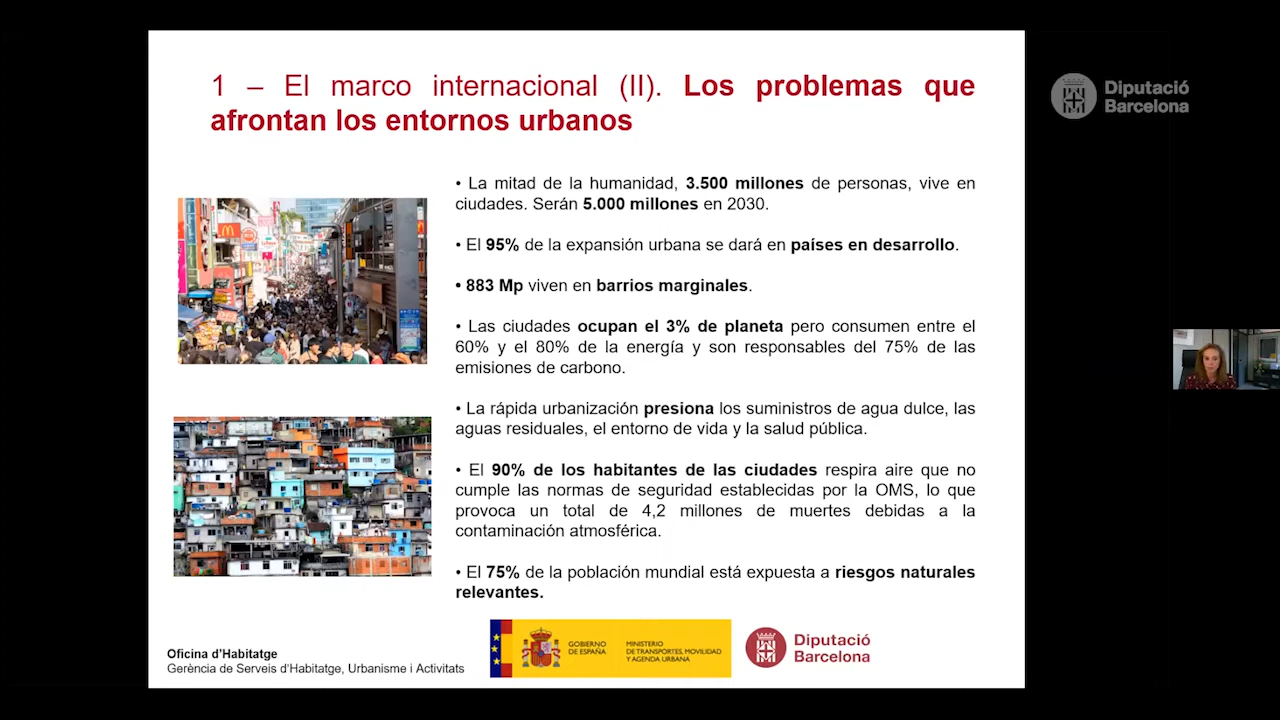 1 – El marco internacional (II). Los problemas que
afrontan los entornos urbanos
Diputació
Barcelona
• La mitad de la humanidad, 3.500 millones de personas, vive en
ciudades. Serán 5.000 millones en 2030.
• El 95% de la expansión urbana se dará en países en desarrollo.
• 883 Mp viven en barrios marginales.
• Las ciudades ocupan el 3% de planeta pero consumen entre el
60% y el 80% de la energía y son responsables del 75% de las
emisiones de carbono.
• La rápida urbanización presiona los suministros de agua dulce, las
aguas residuales, el entorno de vida y la salud pública.
• El 90% de los habitantes de las ciudades respira aire que no
cumple las normas de seguridad establecidas por la OMS, lo que
provoca un total de 4,2 millones de muertes debidas a la
contaminación atmosférica.
• El 75% de la población mundial está expuesta a riesgos naturales
relevantes.
Oficina d'Habitatge
Gerència de Serveis d'Habitatge, Urbanisme i Activitats
GOBIERNO
DE ESPAÑA
MINISTERIO
DE TRANSPORTES, MOVILIDAD
Y AGENDA URBANA
Diputació
Barcelona